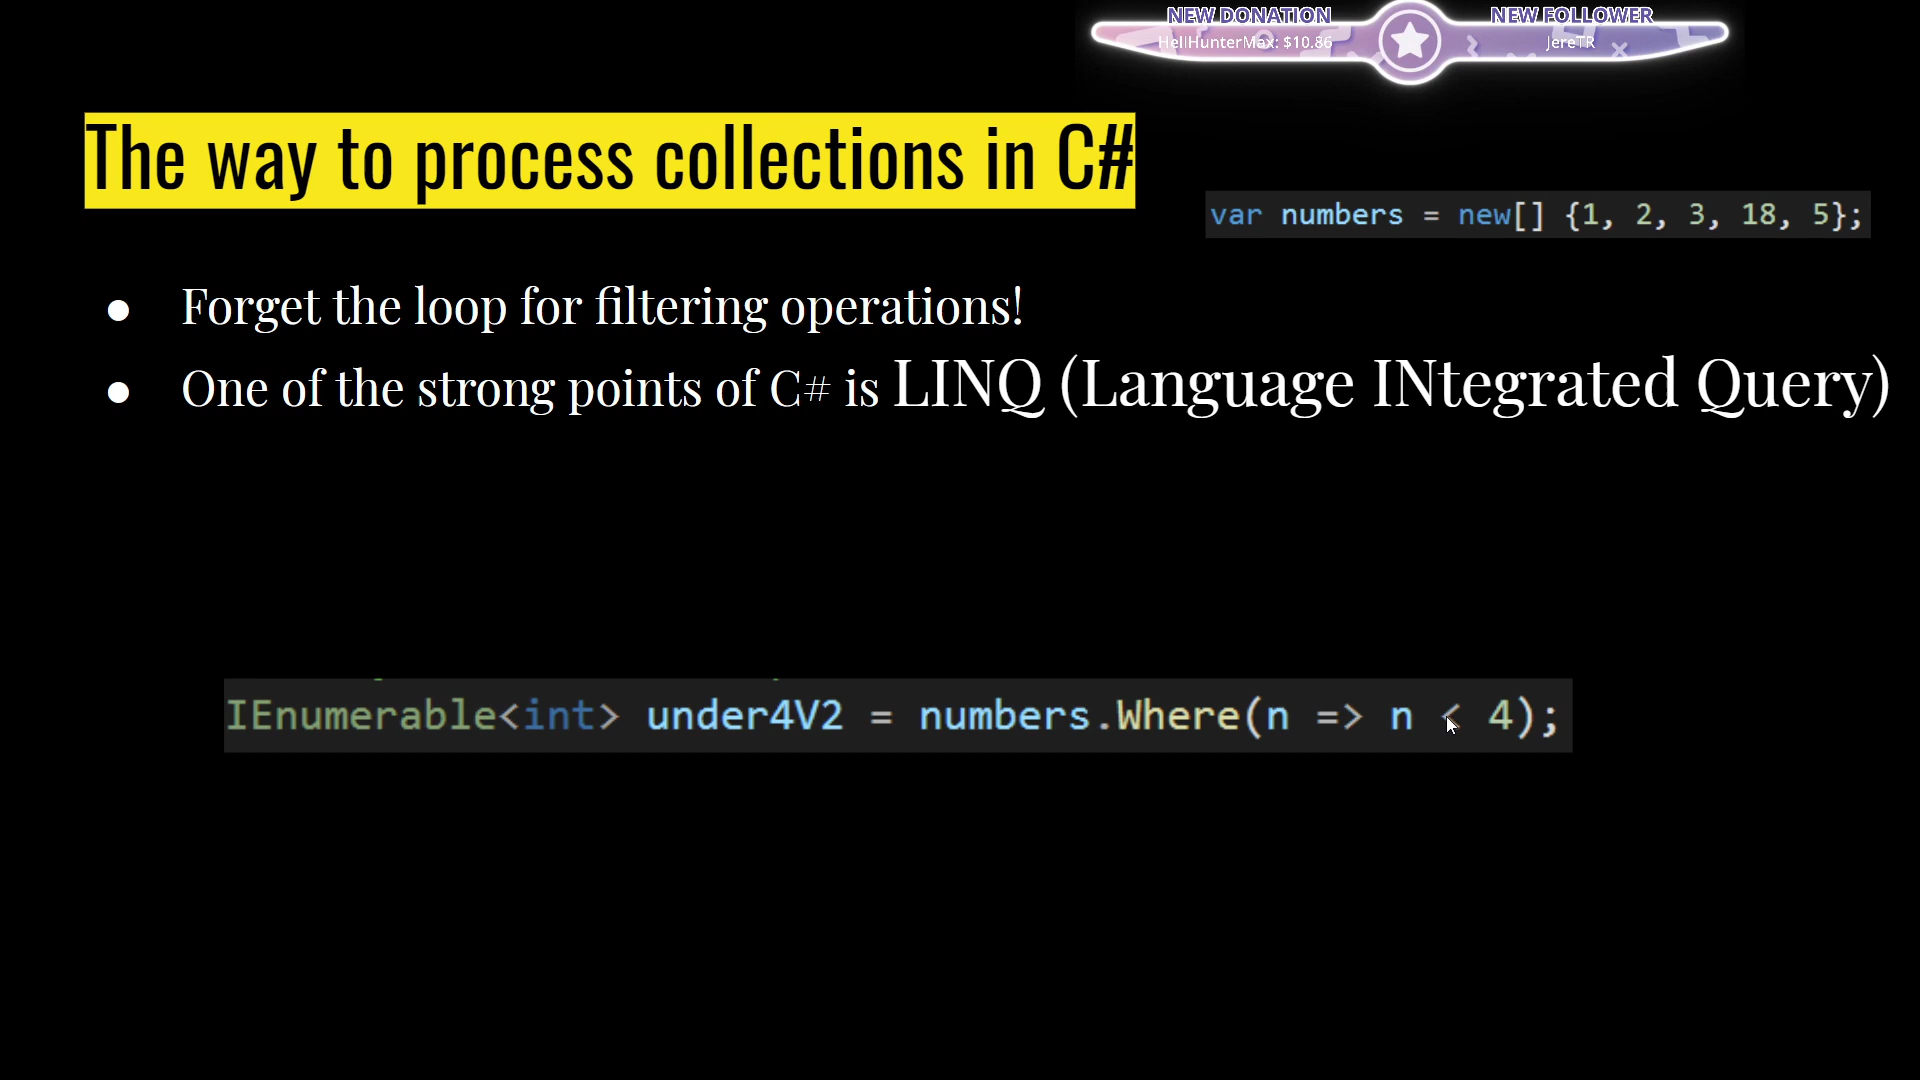 NEW DONATION
HellHunterMax: $10.86
NEW FOLLOWER
JereTR
The way to process collections in C#
var numbers = new[] {1, 2, 3, 18, 5};
● Forget the loop for filtering operations!
● One of the strong points of C# is LINQ (Language INtegrated Query)
IEnumerable<int> under4V2 = numbers.Where(n => n < 4);